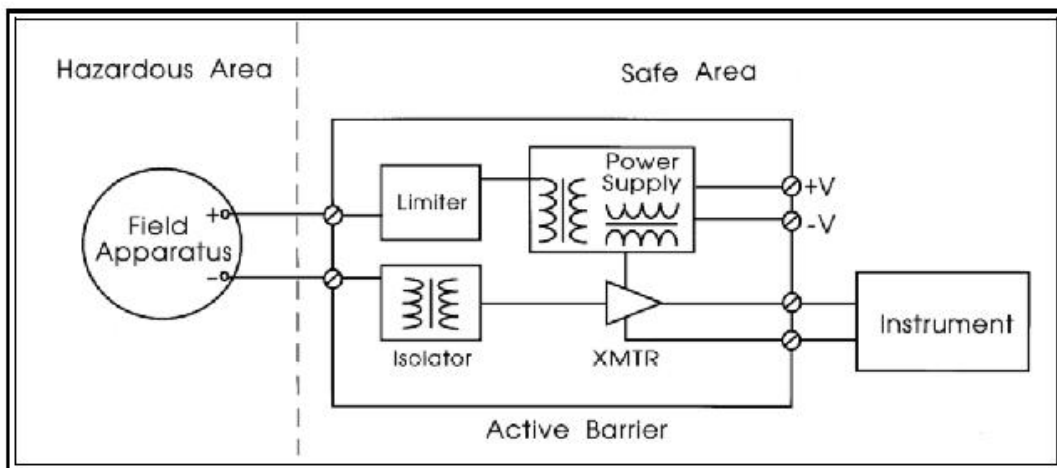 Hazardous Area
Safe Area
Power
Supply
+V
-V
Limiter
+
Field
Apparatus
-
Isolator
XMTR
Instrument
Active Barrier